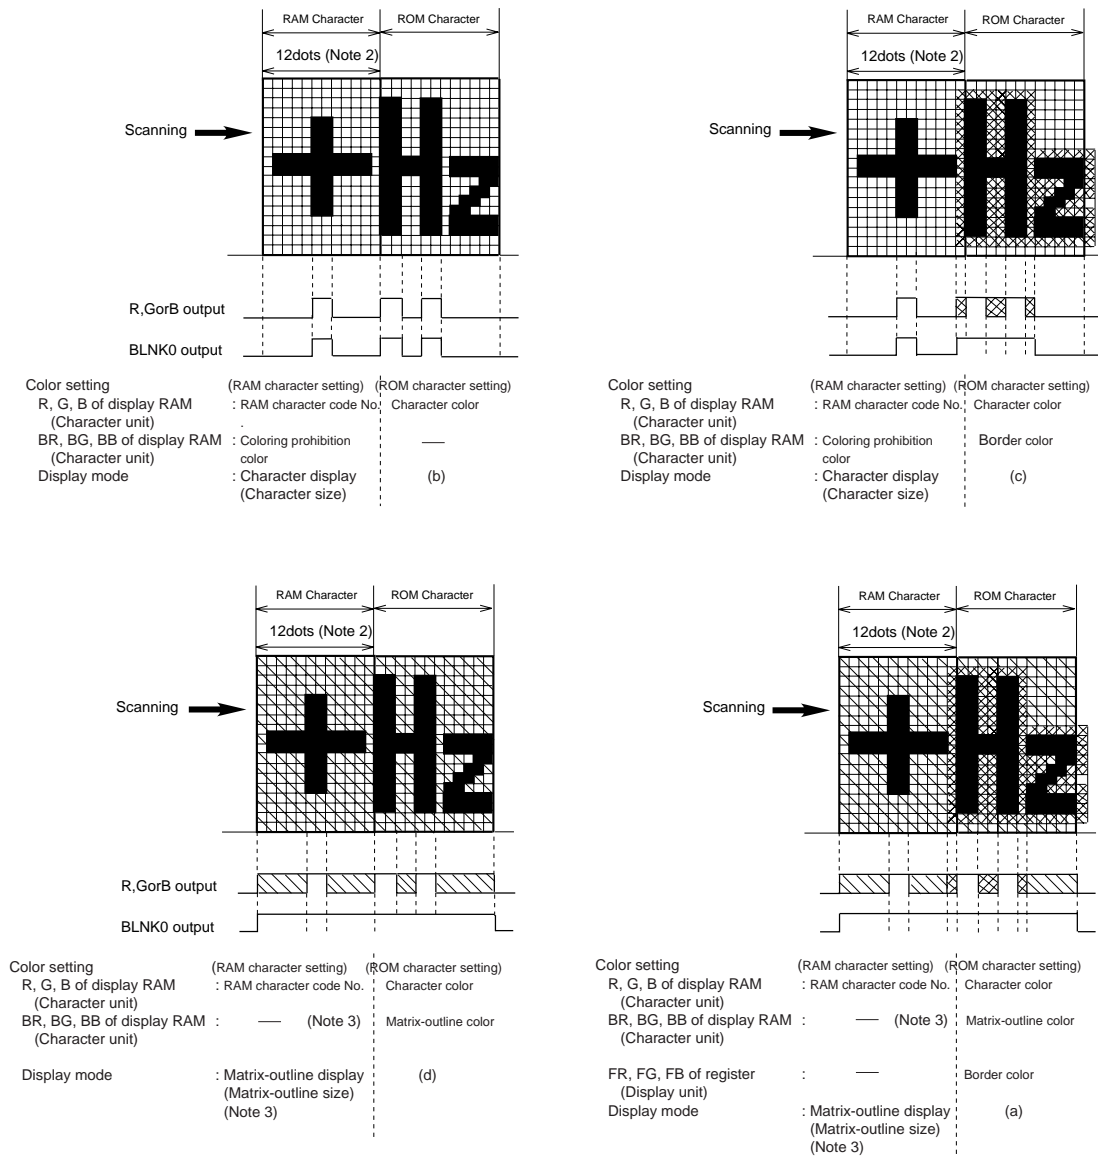 RAM Character ROM Character
12dots (Note 2)
Scanning
R,GorB output
BLNK0 output
Color setting (RAM character setting) (ROM character setting)
R, G, B of display RAM : RAM character code No. Character color
(Character unit) .
BR, BG, BB of display RAM : Coloring prohibition —
(Character unit) color
Display mode : Character display (b)
(Character size)
RAM Character ROM Character
12dots (Note 2)
Scanning
Color setting (RAM character setting) (ROM character setting)
R, G, B of display RAM : RAM character code No. Character color
(Character unit)
BR, BG, BB of display RAM : Coloring prohibition Border color
(Character unit) color
Display mode : Character display (c)
(Character size)
RAM Character ROM Character
12dots (Note 2)
Scanning
R,GorB output
BLNK0 output
Color setting (RAM character setting) (ROM character setting)
R, G, B of display RAM : RAM character code No. Character color
(Character unit)
BR, BG, BB of display RAM : — (Note 3) Matrix-outline color
(Character unit)
Display mode : Matrix-outline display (d)
(Matrix-outline size)
(Note 3)
RAM Character ROM Character
12dots (Note 2)
Scanning
Color setting (RAM character setting) (ROM character setting)
R, G, B of display RAM : RAM character code No. Character color
(Character unit)
BR, BG, BB of display RAM : — (Note 3) Matrix-outline color
(Character unit)
FR, FG, FB of register : — Border color
(Display unit)
Display mode : Matrix-outline display (a)
(Matrix-outline size)
(Note 3)